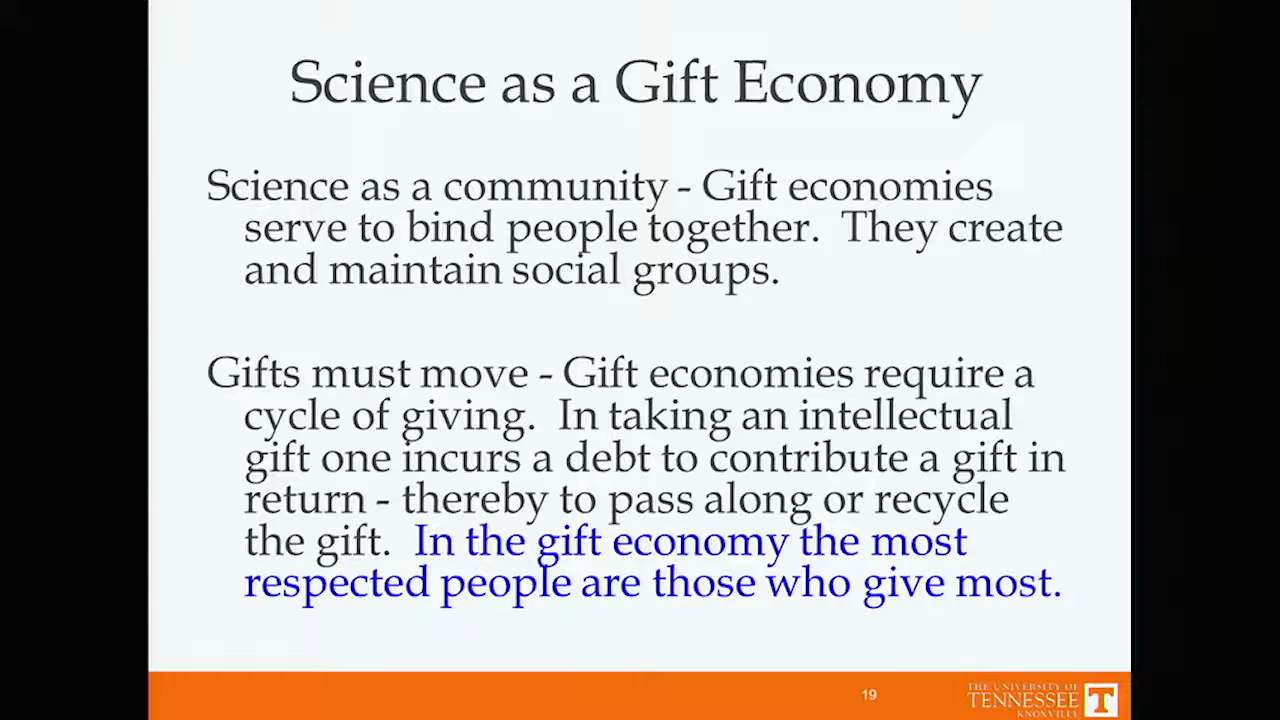 Science as a Gift Economy
Science as a community - Gift economies
serve to bind people together. They create
and maintain social groups.
Gifts must move - Gift economies require a
cycle of giving. In taking an intellectual
gift one incurs a debt to contribute a gift in
return - thereby to pass along or recycle
the gift. In the gift economy the most
respected people are those who give most.
19
THE UNIVERSITY OF
TENNESSEE
KNOXVILLE
T